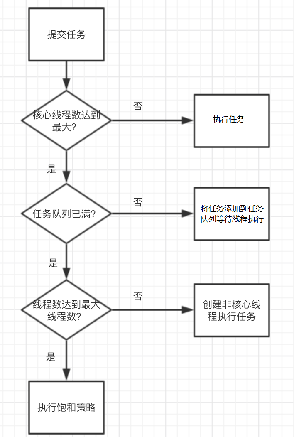 提交任务
核心线程数达到
最大?
否
执行任务
是
任务队列已满?
否
将任务添加到任务
队列等待线程执行
是
线程数达到最大
线程数?
否
创建非核心线
程执行任务
是
执行饱和策略